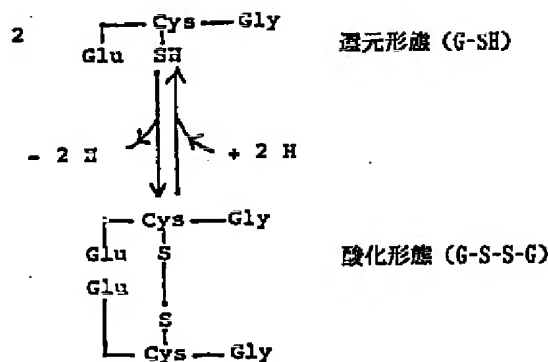 2 Cys—Gly
Glu SH 還元形態 (G-SH)
- 2 H + 2 H
Cys—Gly
Glu S 酸化形態 (G-S-S-G)
Glu
S
Cys—Gly